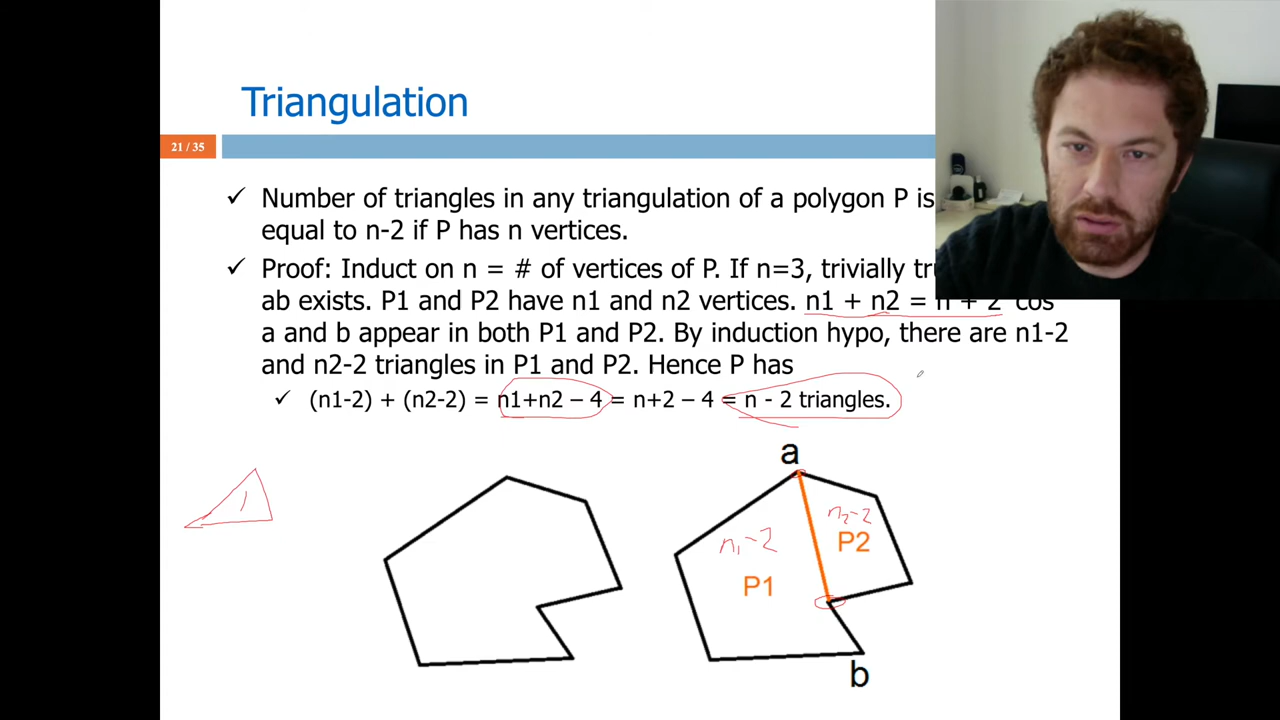 Triangulation
21 / 35
✓ Number of triangles in any triangulation of a polygon P is
equal to n-2 if P has n vertices.
✓ Proof: Induct on n = # of vertices of P. If n=3, trivially
ab exists. P1 and P2 have n1 and n2 vertices. n1 + n2 = n + 2 cos
a and b appear in both P1 and P2. By induction hypo, there are n1-2
and n2-2 triangles in P1 and P2. Hence P has
✓ (n1-2) + (n2-2) = n1+n2 – 4 = n+2 – 4 = n - 2 triangles.
a
1
n₂-2
n₁-2
P2
P1
b